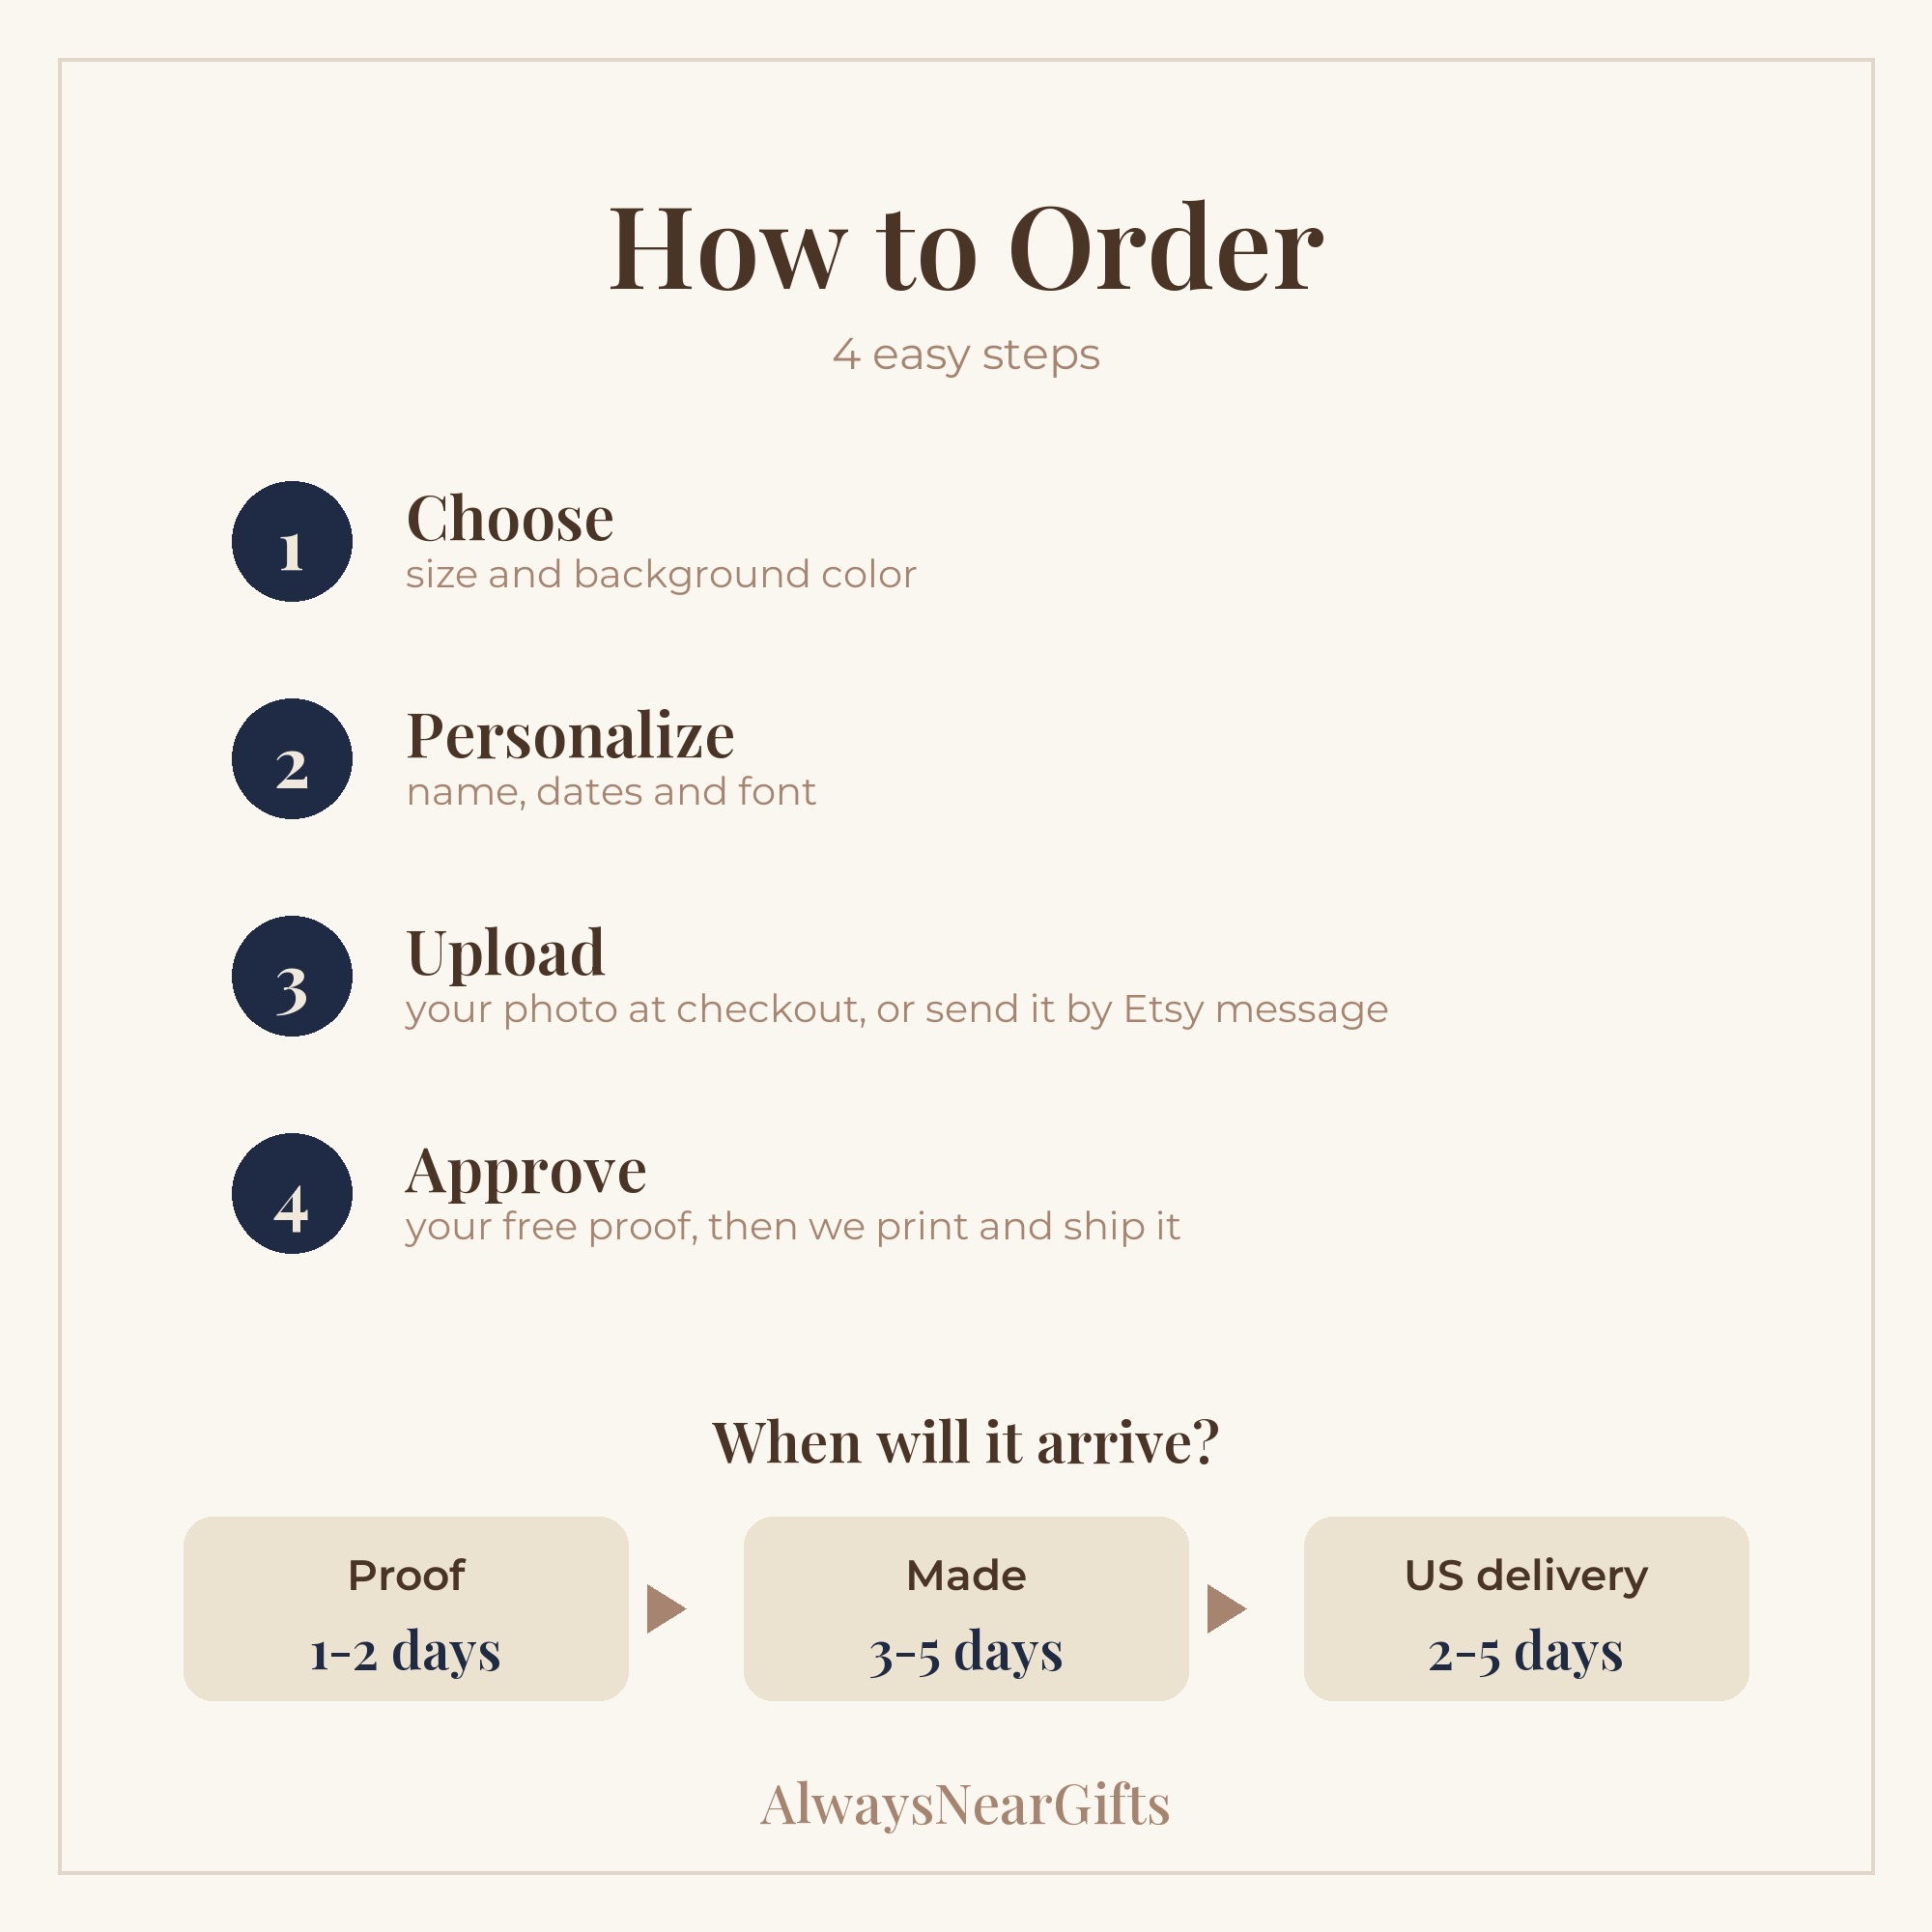 How to Order
4 easy steps
1
Choose
size and background color
2
Personalize
name, dates and font
3
Upload
your photo at checkout, or send it by Etsy message
4
Approve
your free proof, then we print and ship it
When will it arrive?
Proof
1-2 days
Made
3-5 days
US delivery
2-5 days
AlwaysNearGifts